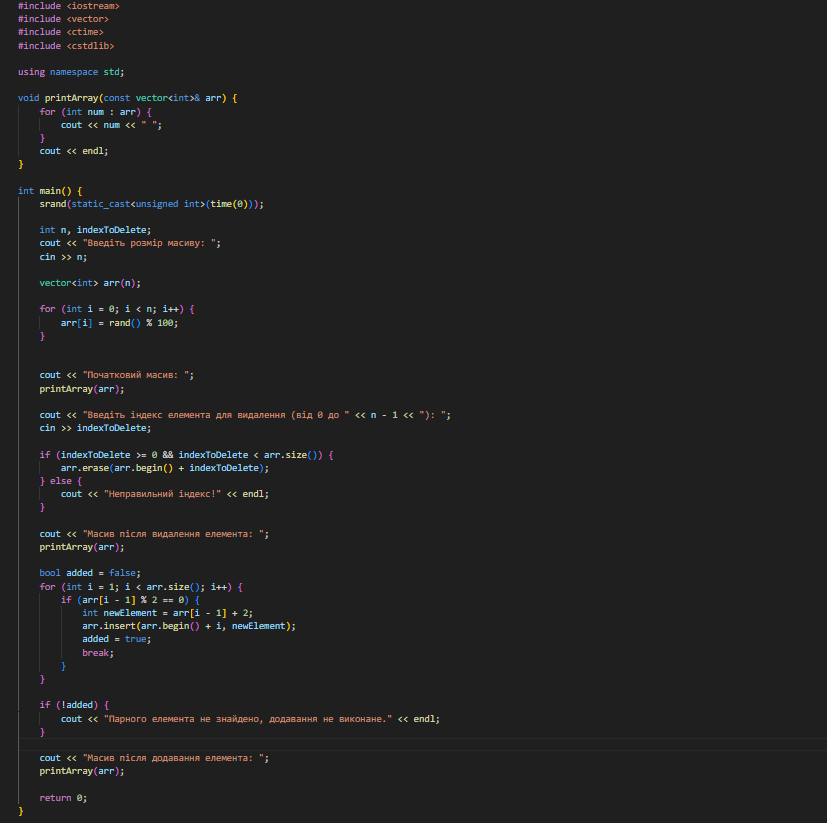 #include <iostream>
#include <vector>
#include <ctime>
#include <cstdlib>

using namespace std;

void printArray(const vector<int>& arr) {
    for (int num : arr) {
        cout << num << " ";
    }
    cout << endl;
}

int main() {
    srand(static_cast<unsigned int>(time(0)));

    int n, indexToDelete;
    cout << "Введіть розмір масиву: ";
    cin >> n;

    vector<int> arr(n);

    for (int i = 0; i < n; i++) {
        arr[i] = rand() % 100;
    }


    cout << "Початковий масив: ";
    printArray(arr);

    cout << "Введіть індекс елемента для видалення (від 0 до " << n - 1 << "): ";
    cin >> indexToDelete;

    if (indexToDelete >= 0 && indexToDelete < arr.size()) {
        arr.erase(arr.begin() + indexToDelete);
    } else {
        cout << "Неправильний індекс!" << endl;
    }

    cout << "Масив після видалення елемента: ";
    printArray(arr);

    bool added = false;
    for (int i = 1; i < arr.size(); i++) {
        if (arr[i - 1] % 2 == 0) {
            int newElement = arr[i - 1] + 2;
            arr.insert(arr.begin() + i, newElement);
            added = true;
            break;
        }
    }

    if (!added) {
        cout << "Парного елемента не знайдено, додавання не виконане." << endl;
    }

    cout << "Масив після додавання елемента: ";
    printArray(arr);

    return 0;
}